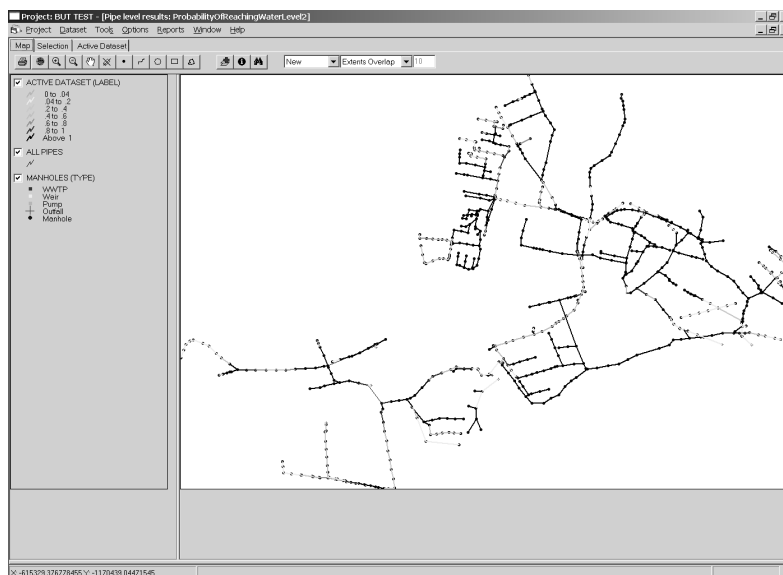 Project: BUT TEST - [Pipe level results: ProbabilityOfReachingWaterLevel2]
Project Dataset Tools Options Reports Window Help
Map Selection Active Dataset
New Extents Overlap 10
ACTIVE DATASET (LABEL)
0 to .04
.04 to .2
.2 to .4
.4 to .6
.6 to .8
.8 to 1
Above 1
ALL PIPES
MANHOLES (TYPE)
WWTP
Weir
Pump
Outfall
Manhole
X: -615329.376778455 Y: -1170439.04471545